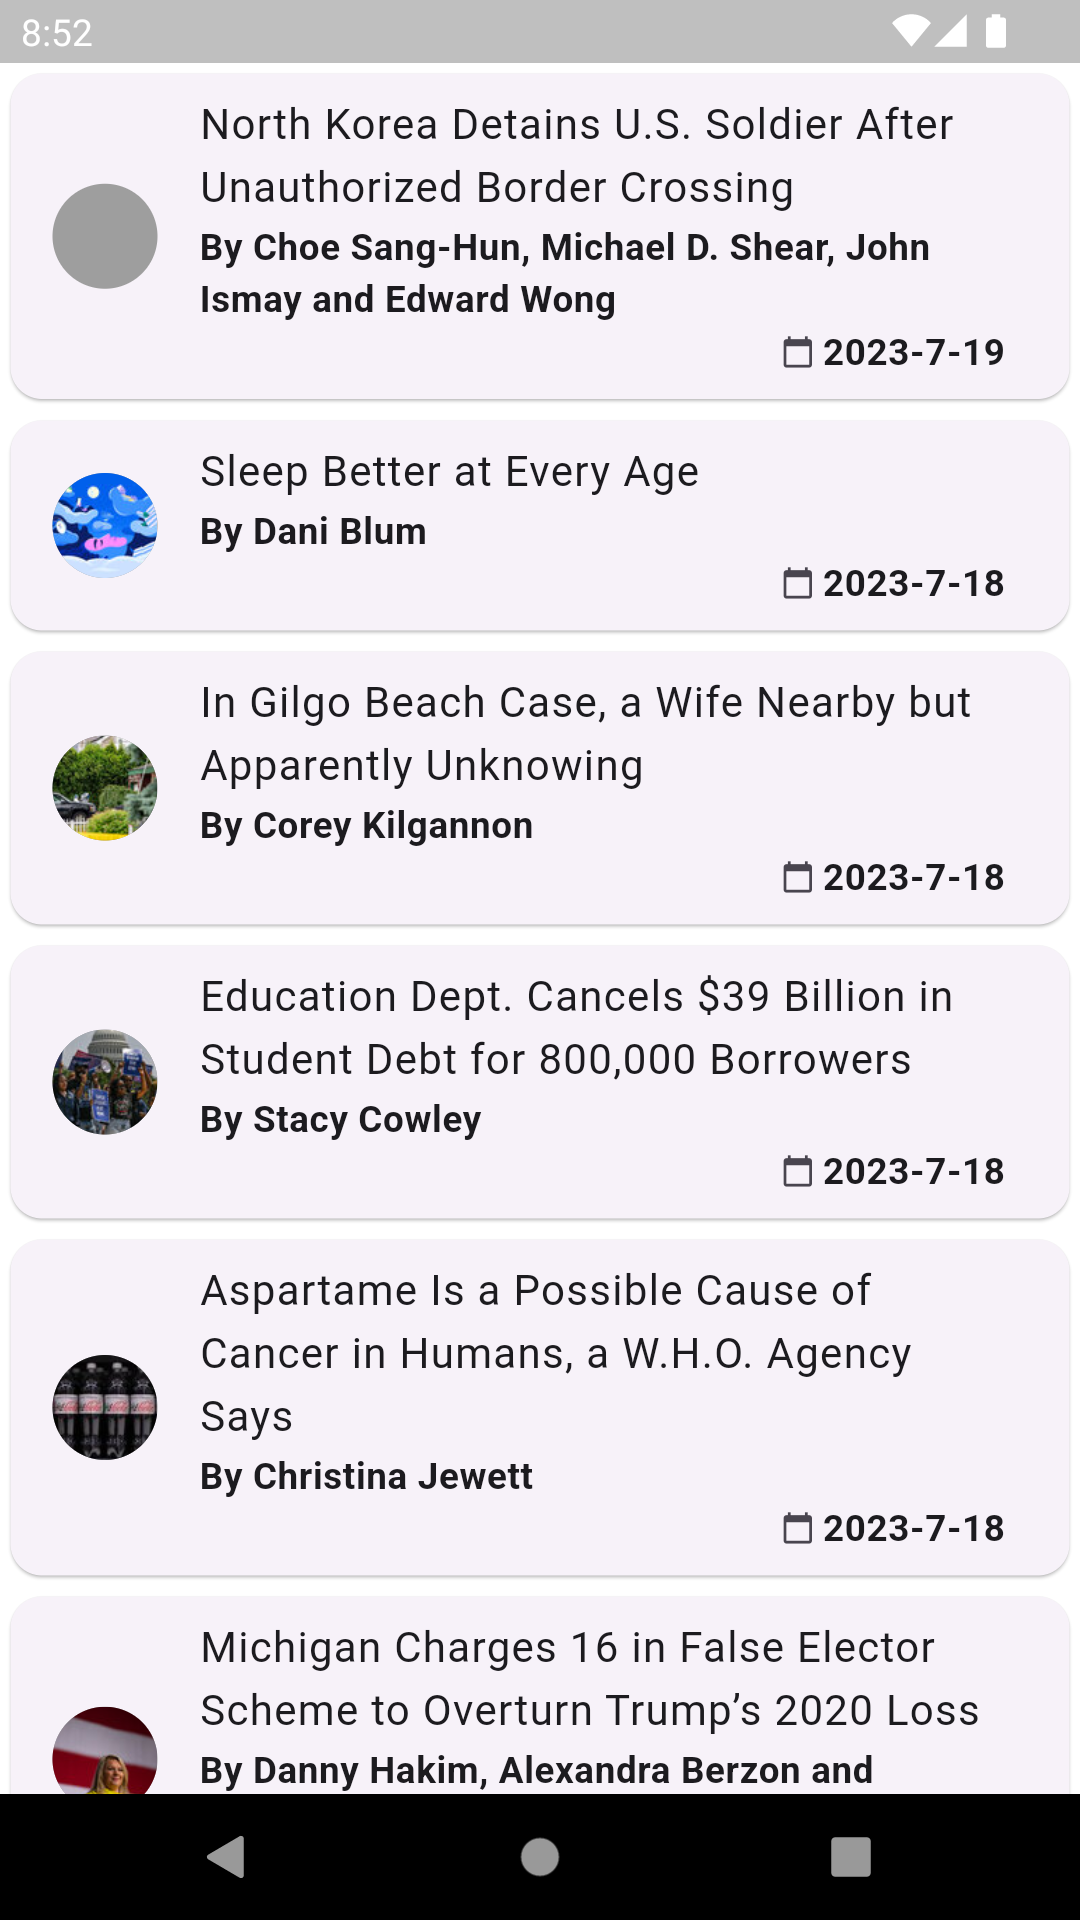 8:52
North Korea Detains U.S. Soldier After
Unauthorized Border Crossing
By Choe Sang-Hun, Michael D. Shear, John
Ismay and Edward Wong
2023-7-19
Sleep Better at Every Age
By Dani Blum
2023-7-18
In Gilgo Beach Case, a Wife Nearby but
Apparently Unknowing
By Corey Kilgannon
2023-7-18
Education Dept. Cancels $39 Billion in
Student Debt for 800,000 Borrowers
By Stacy Cowley
2023-7-18
Aspartame Is a Possible Cause of
Cancer in Humans, a W.H.O. Agency
Says
By Christina Jewett
2023-7-18
Michigan Charges 16 in False Elector
Scheme to Overturn Trump’s 2020 Loss
By Danny Hakim, Alexandra Berzon and